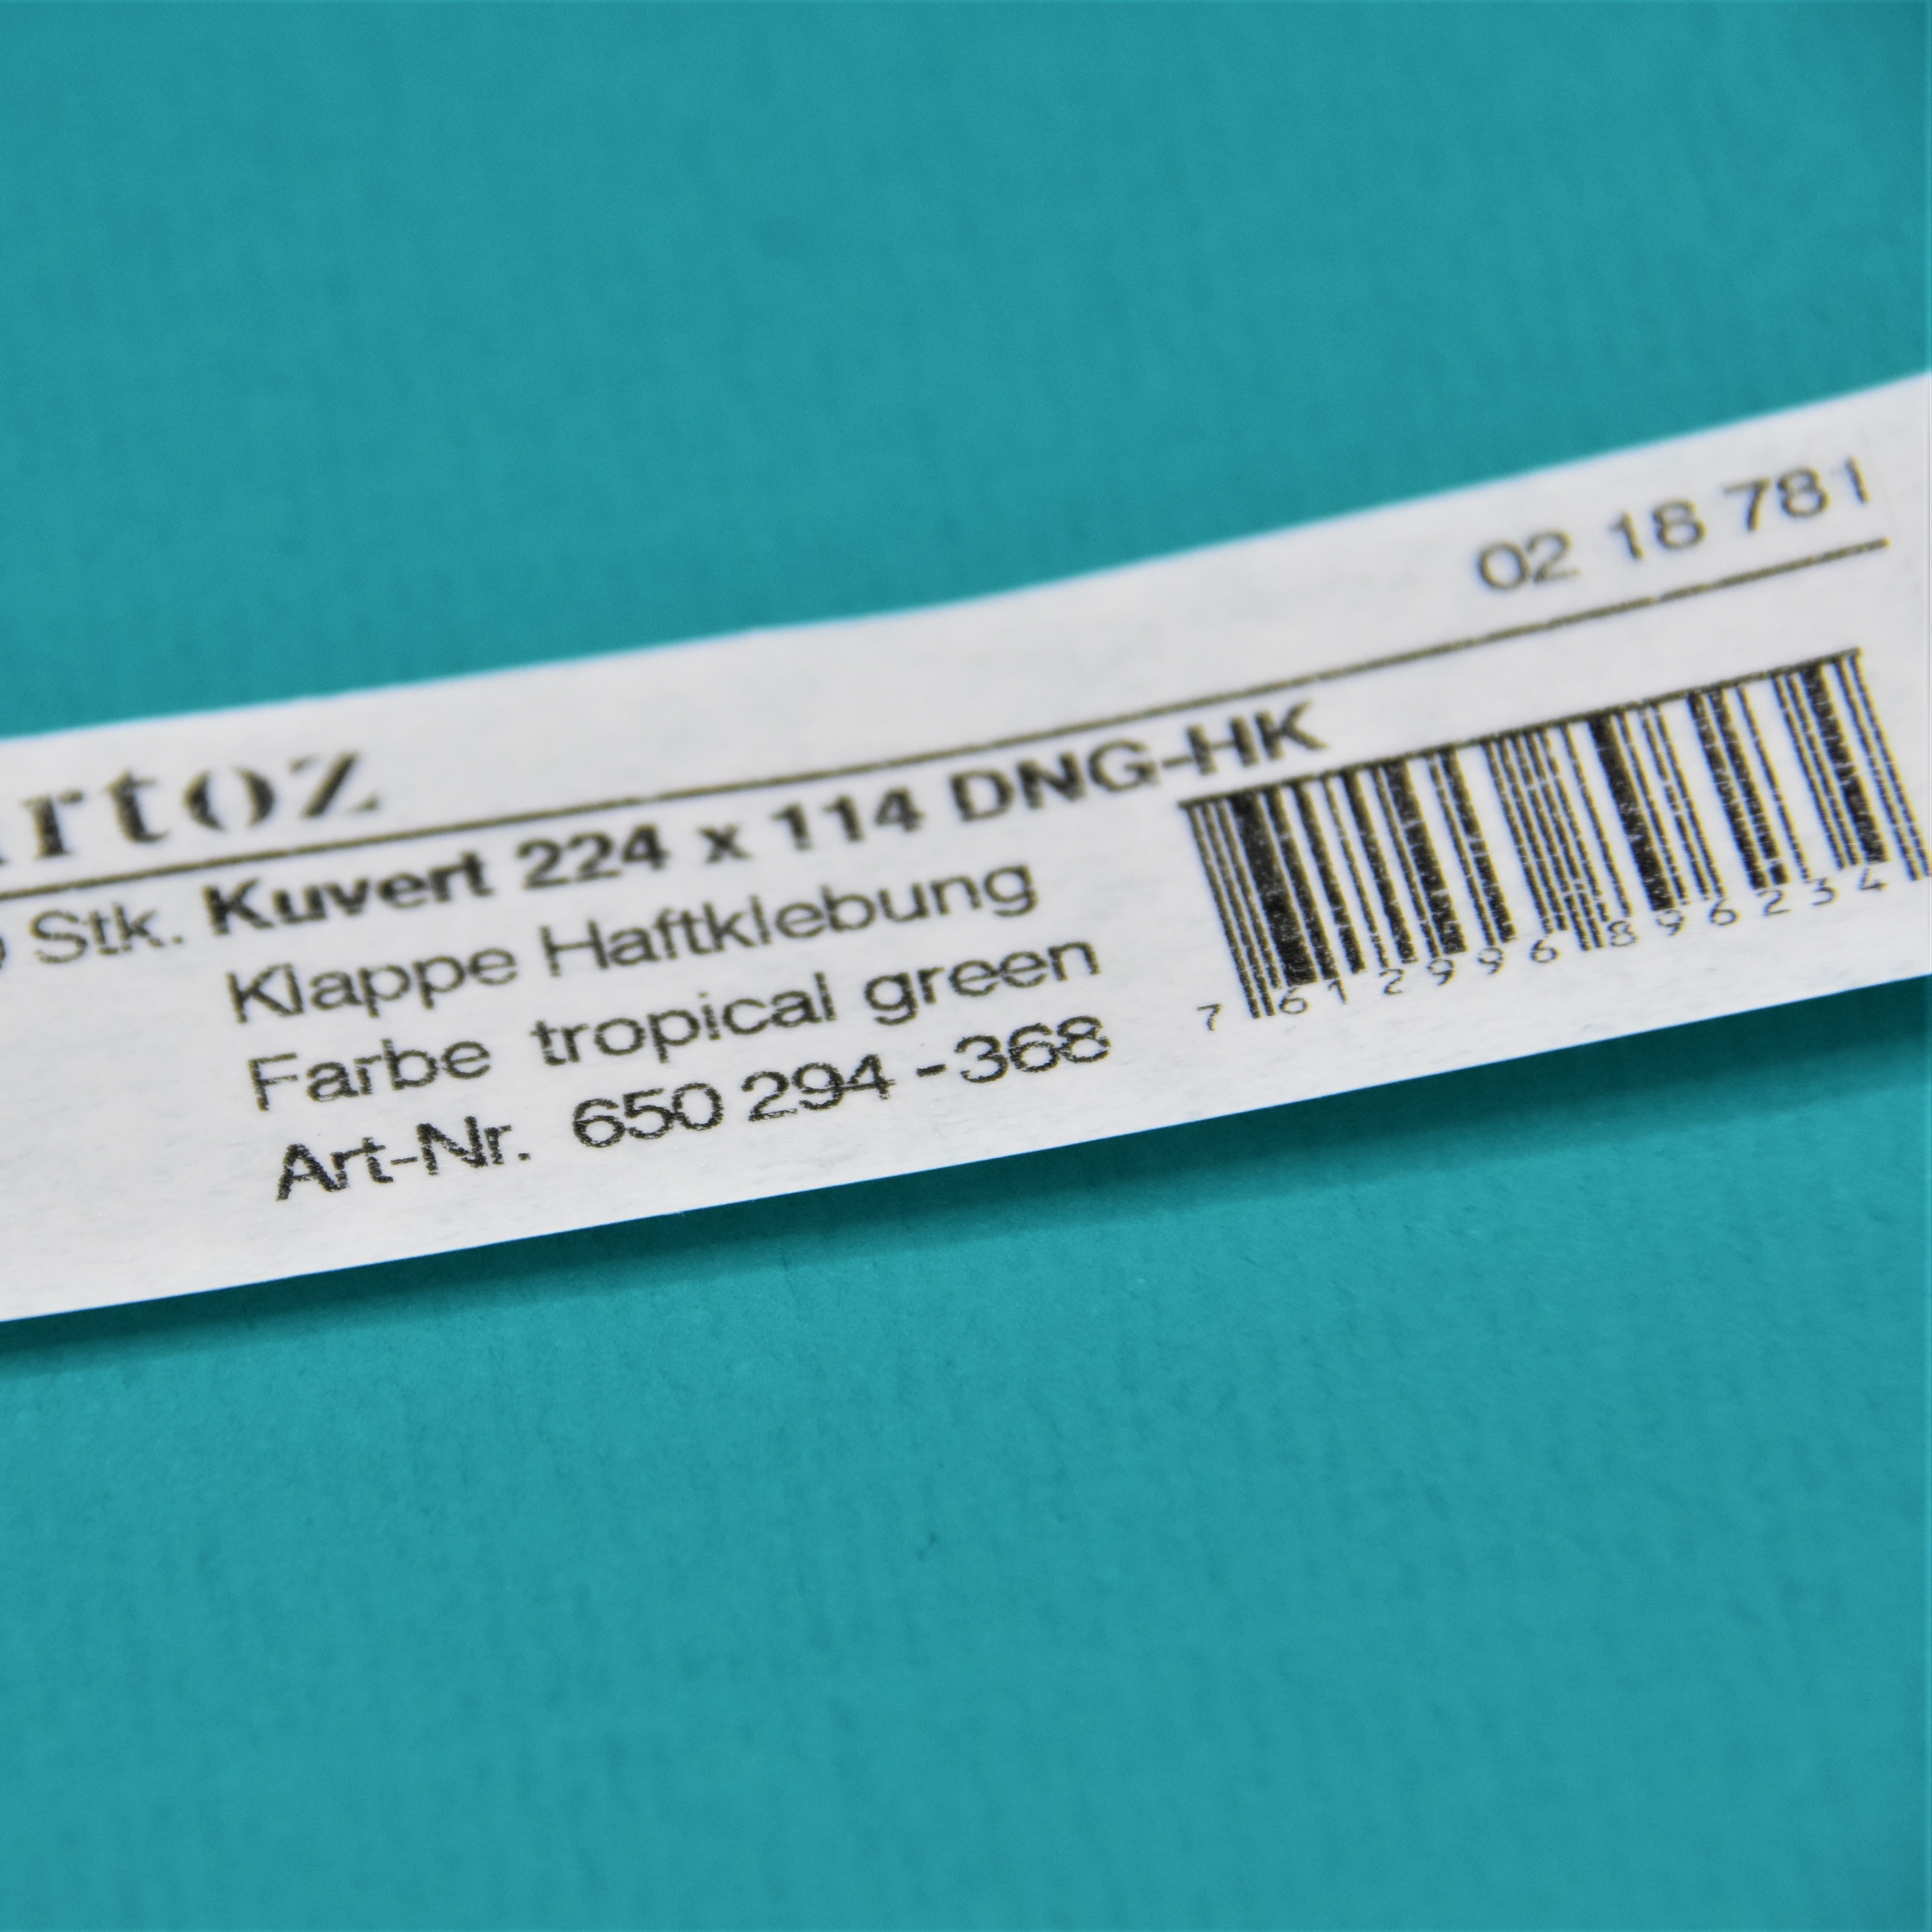 02 18 781
rtoz
Stk. Kuvert 224 x 114 DNG-HK
Klappe Haftklebung
Farbe tropical green
Art-Nr. 650 294 - 368
7 612996 896234